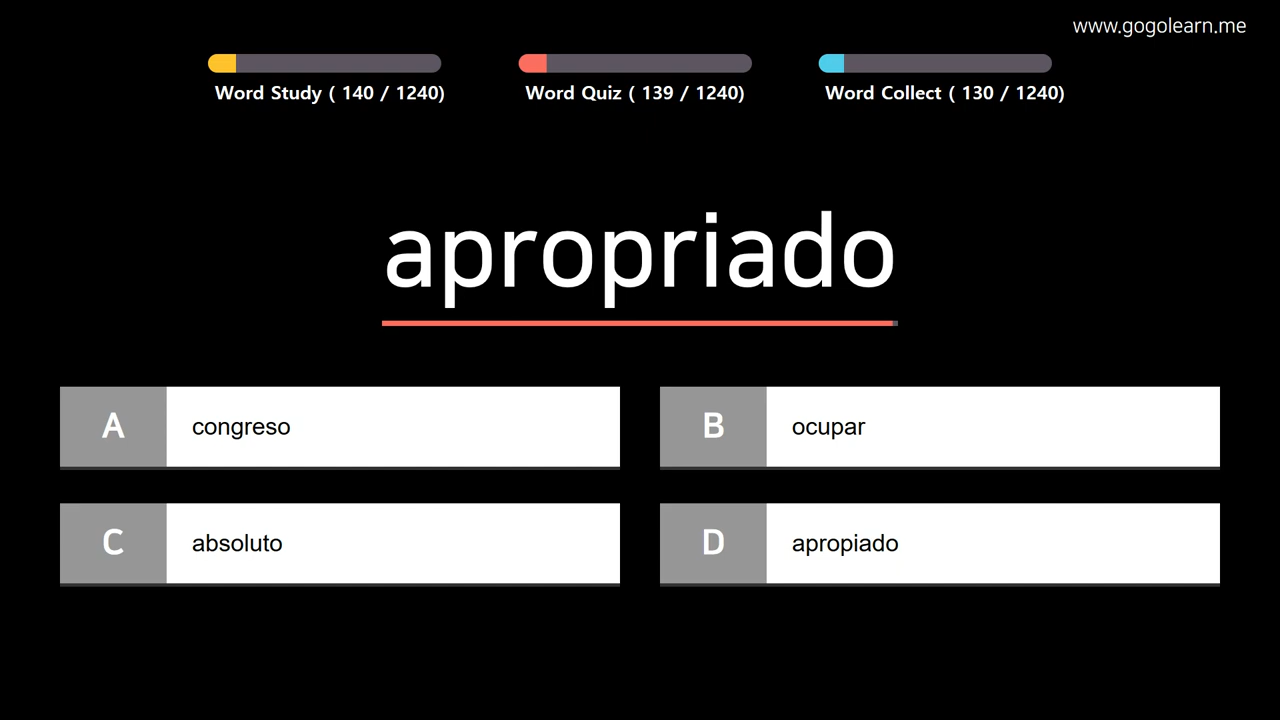 www.gogolearn.me
Word Study ( 140 / 1240)
Word Quiz ( 139 / 1240)
Word Collect ( 130 / 1240)
apropriado
A congreso
B ocupar
C absoluto
D apropiado